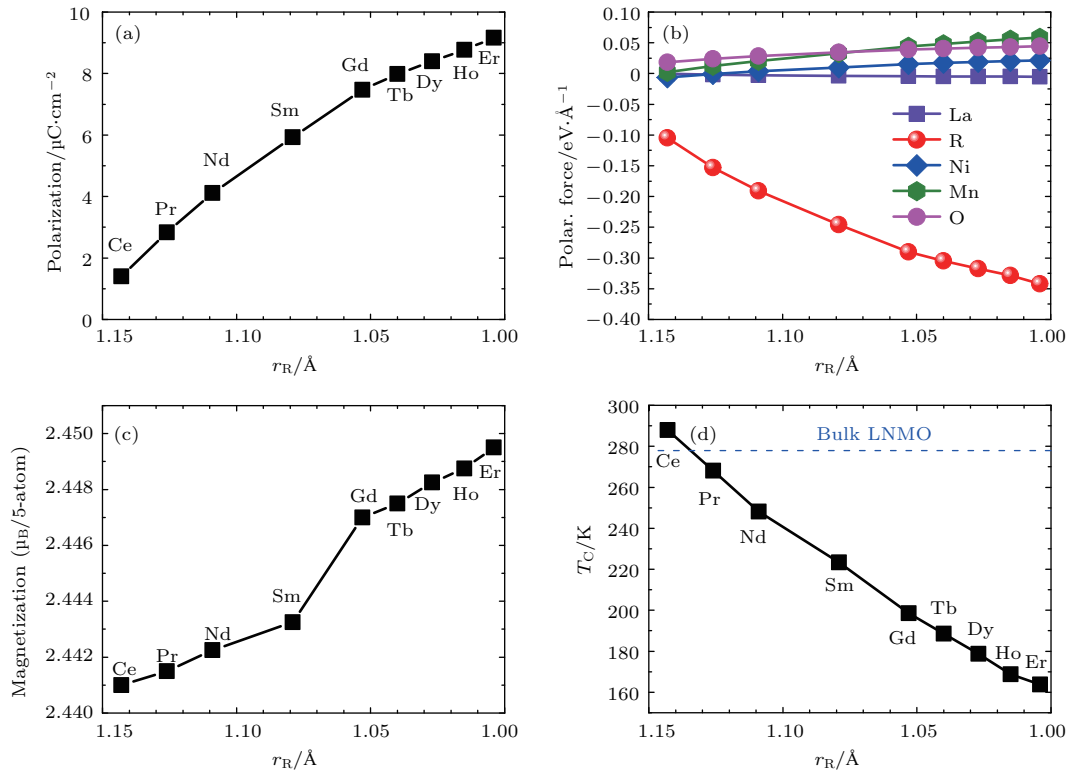 (a)
Polarization/μC·cm⁻²
10
8
6
4
2
0
Ce
Pr
Nd
Sm
Gd
Tb
Dy
Ho
Er
1.15
1.10
1.05
1.00
r_R/Å
(b)
Polar. force/eV·Å⁻¹
0.10
0.05
0
−0.05
−0.10
−0.15
−0.20
−0.25
−0.30
−0.35
−0.40
La
R
Ni
Mn
O
1.15
1.10
1.05
1.00
r_R/Å
(c)
Magnetization (μ_B/5-atom)
2.450
2.448
2.446
2.444
2.443
2.441
2.440
Ce
Pr
Nd
Sm
Gd
Tb
Dy
Ho
Er
1.15
1.10
1.05
1.00
r_R/Å
(d)
Bulk LNMO
T_C/K
300
280
260
240
220
200
180
160
Ce
Pr
Nd
Sm
Gd
Tb
Dy
Ho
Er
1.15
1.10
1.05
1.00
r_R/Å